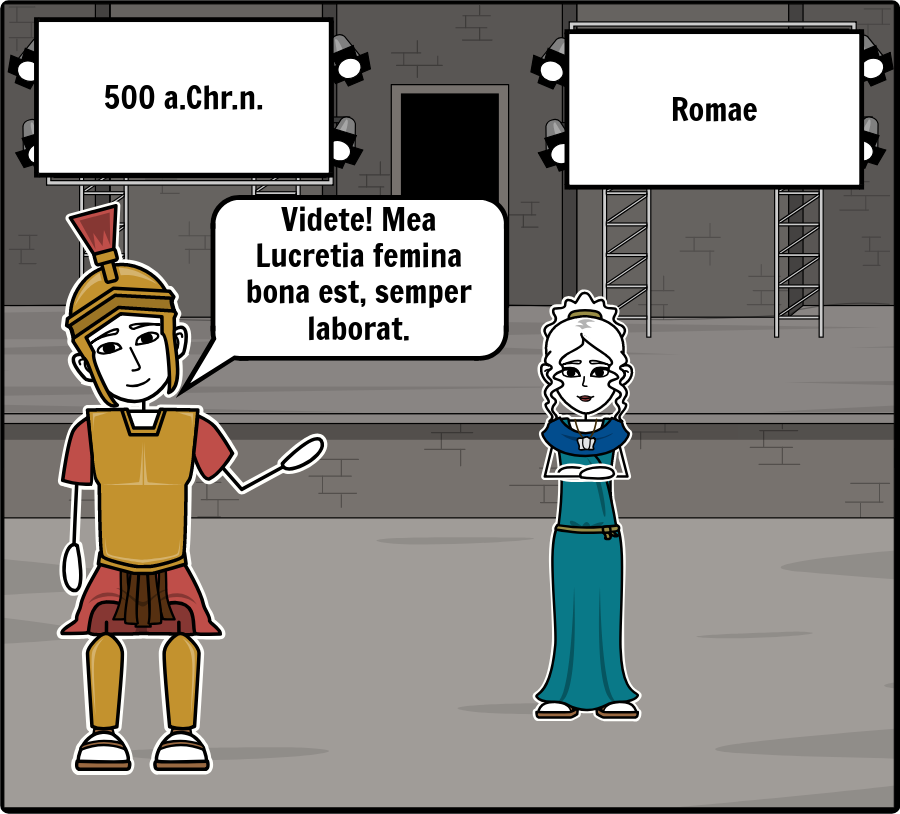 500 a.Chr.n.
Romae
Videte! Mea
Lucretia femina
bona est, semper
laborat.